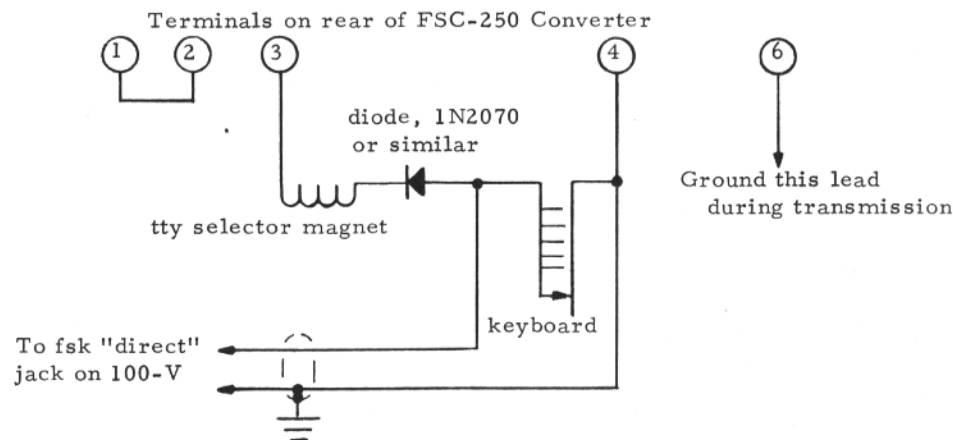 Terminals on rear of FSC-250 Converter
1 2 3 4 6
diode, 1N2070
or similar
Ground this lead
during transmission
tty selector magnet
keyboard
To fsk "direct"
jack on 100-V